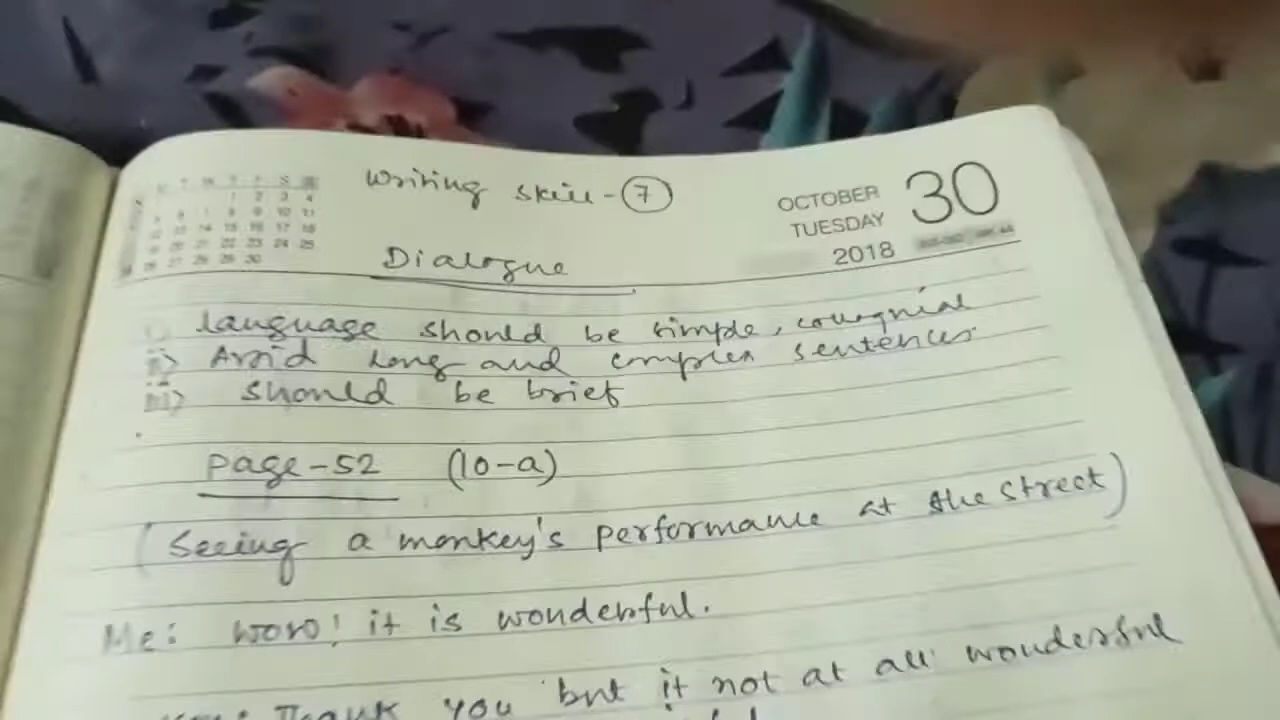 Writing skill - 7
OCTOBER 30
TUESDAY
2018
Dialogue
i) language should be simple,
ii) Avoid long and complex sentences
iii) should be brief
page-52 (10-a)
(Seeing a monkey's performance at the street)
Me: wow! it is wonderful.
Thank you but it not at all wonderful